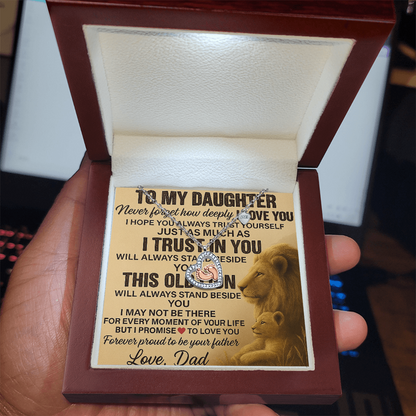 TO MY DAUGHTER
Never forget how deeply I LOVE YOU
I HOPE YOU ALWAYS TRUST YOURSELF
JUST AS MUCH AS
I TRUST IN YOU
WILL ALWAYS STAND BESIDE
THIS OL
WILL ALWAYS STAND BESIDE
YOU
I MAY NOT BE THERE
FOR EVERY MOMENT OF YOUR LIFE
BUT I PROMISE ❤ TO LOVE YOU
Forever proud to be your father
Love, Dad